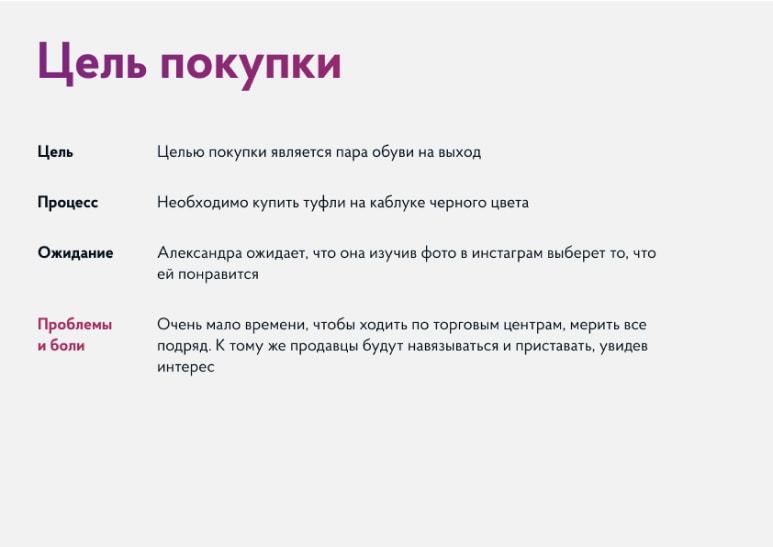 Цель покупки
Цель
Целью покупки является пара обуви на выход
Процесс
Необходимо купить туфли на каблуке черного цвета
Ожидание
Александра ожидает, что она изучив фото в инстаграм выберет то, что
ей понравится
Проблемы
и боли
Очень мало времени, чтобы ходить по торговым центрам, мерить все
подряд. К тому же продавцы будут навязываться и приставать, увидев
интерес